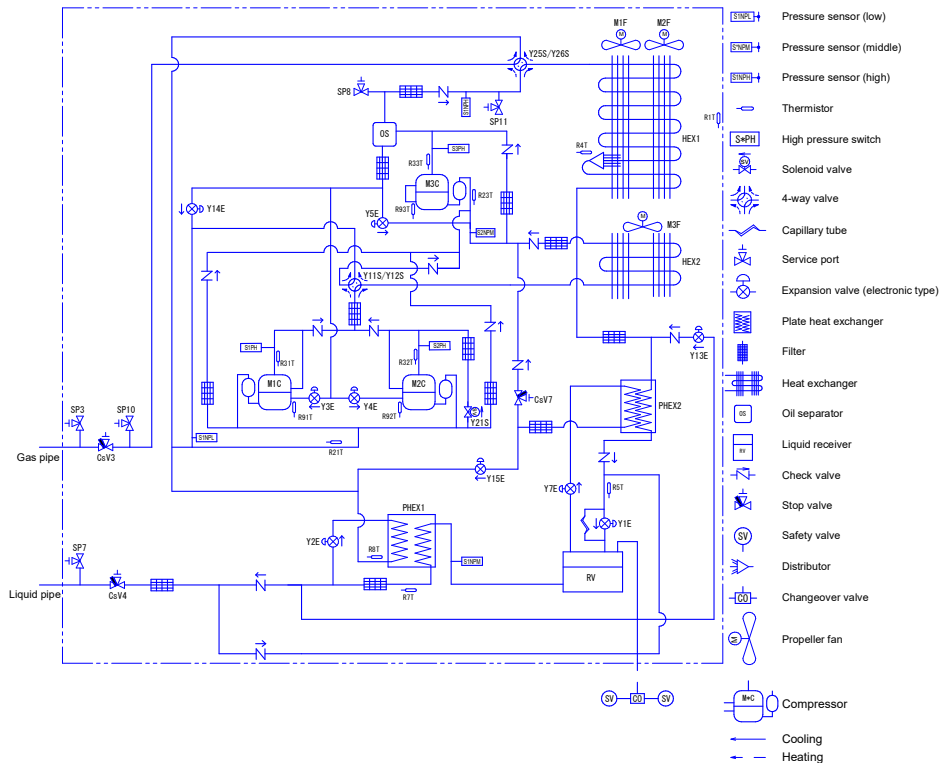 M1F
M2F
M
M
Y25S/Y26S
SP8
S1NPH
SP11
HEX1
R1T
OS
S3PH
R33T
M3C
R93T
R23T
R4T
Y14E
Y5E
S2NPM
M
M3F
HEX2
Y11S/Y12S
S1PH
R31T
S2PH
R32T
Y13E
M1C
M2C
R91T
Y3E
Y4E
R92T
Y21S
CsV7
PHEX2
SP3
SP10
S1NPL
R21T
Gas pipe
CsV3
Y15E
Y7E
R5T
PHEX1
Y2E
R8T
Y1E
SP7
S1NPM
RV
Liquid pipe
CsV4
R7T
SV
CO
SV
S1NPL
Pressure sensor (low)
S*NPM
Pressure sensor (middle)
S1NPH
Pressure sensor (high)
Thermistor
S*PH
High pressure switch
SV
Solenoid valve
4-way valve
Capillary tube
Service port
Expansion valve (electronic type)
Plate heat exchanger
Filter
Heat exchanger
OS
Oil separator
RV
Liquid receiver
Check valve
Stop valve
SV
Safety valve
Distributor
CO
Changeover valve
M
Propeller fan
M*C
Compressor
Cooling
Heating